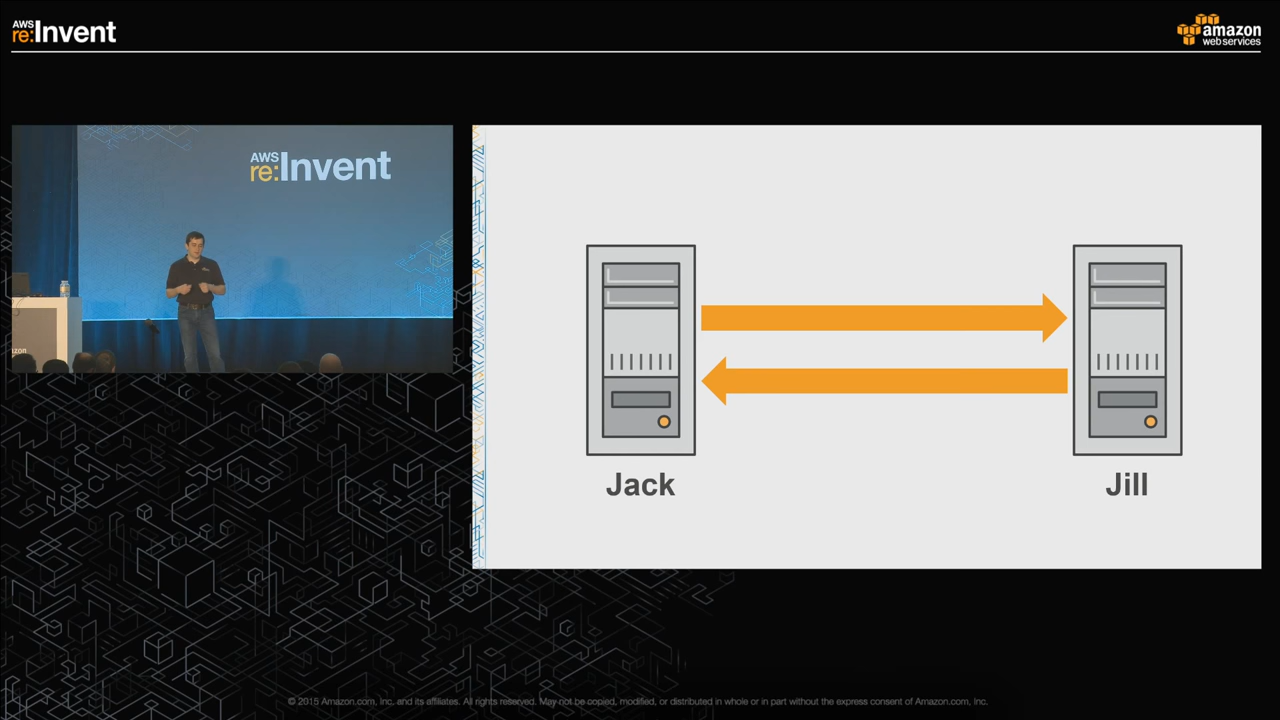 AWS
re:Invent
amazon
web services
AWS
re:Invent
zon
Jack
Jill
© 2015 Amazon.com, Inc. and its affiliates. All rights reserved. May not be copied, modified, or distributed in whole or in part without the express consent of Amazon.com, Inc.